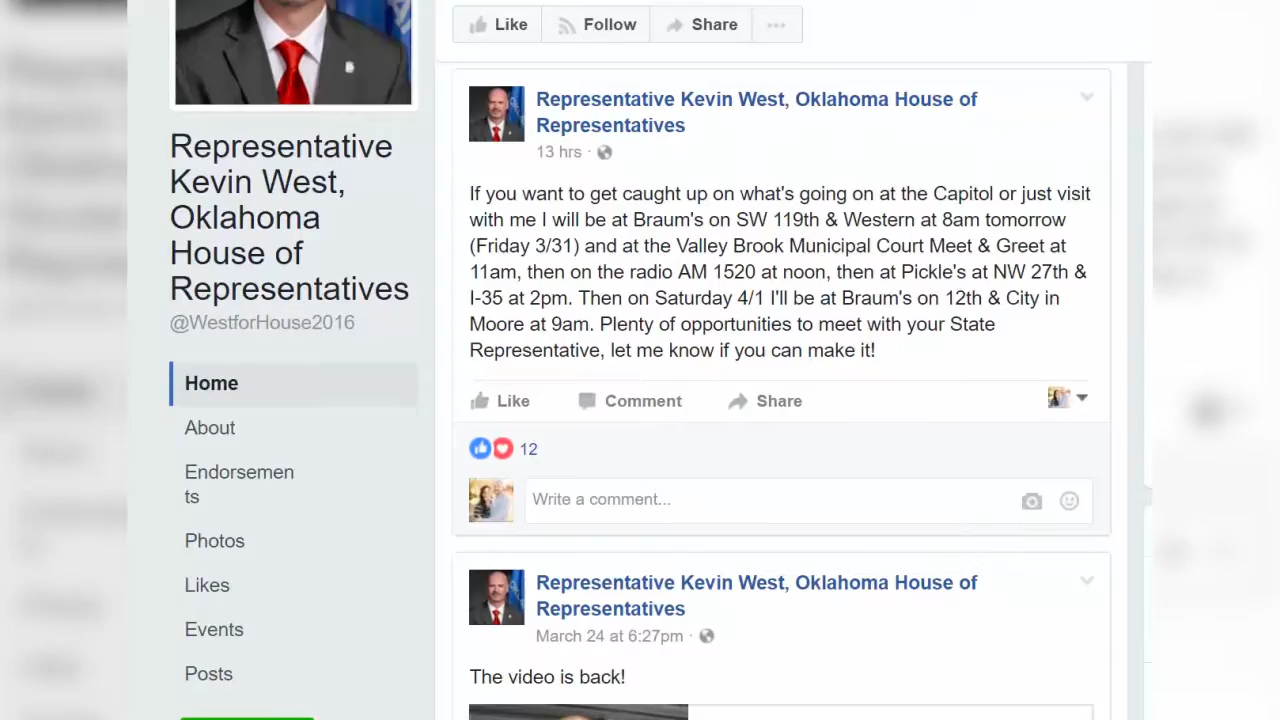 Like
Follow
Share
Representative
Kevin West,
Oklahoma
House of
Representatives
@WestforHouse2016
Home
About
Endorsemen
ts
Photos
Likes
Events
Posts
Representative Kevin West, Oklahoma House of
Representatives
13 hrs ·
If you want to get caught up on what's going on at the Capitol or just visit
with me I will be at Braum's on SW 119th & Western at 8am tomorrow
(Friday 3/31) and at the Valley Brook Municipal Court Meet & Greet at
11am, then on the radio AM 1520 at noon, then at Pickle's at NW 27th &
I-35 at 2pm. Then on Saturday 4/1 I'll be at Braum's on 12th & City in
Moore at 9am. Plenty of opportunities to meet with your State
Representative, let me know if you can make it!
Like Comment Share
12
Write a comment...
Representative Kevin West, Oklahoma House of
Representatives
March 24 at 6:27pm ·
The video is back!